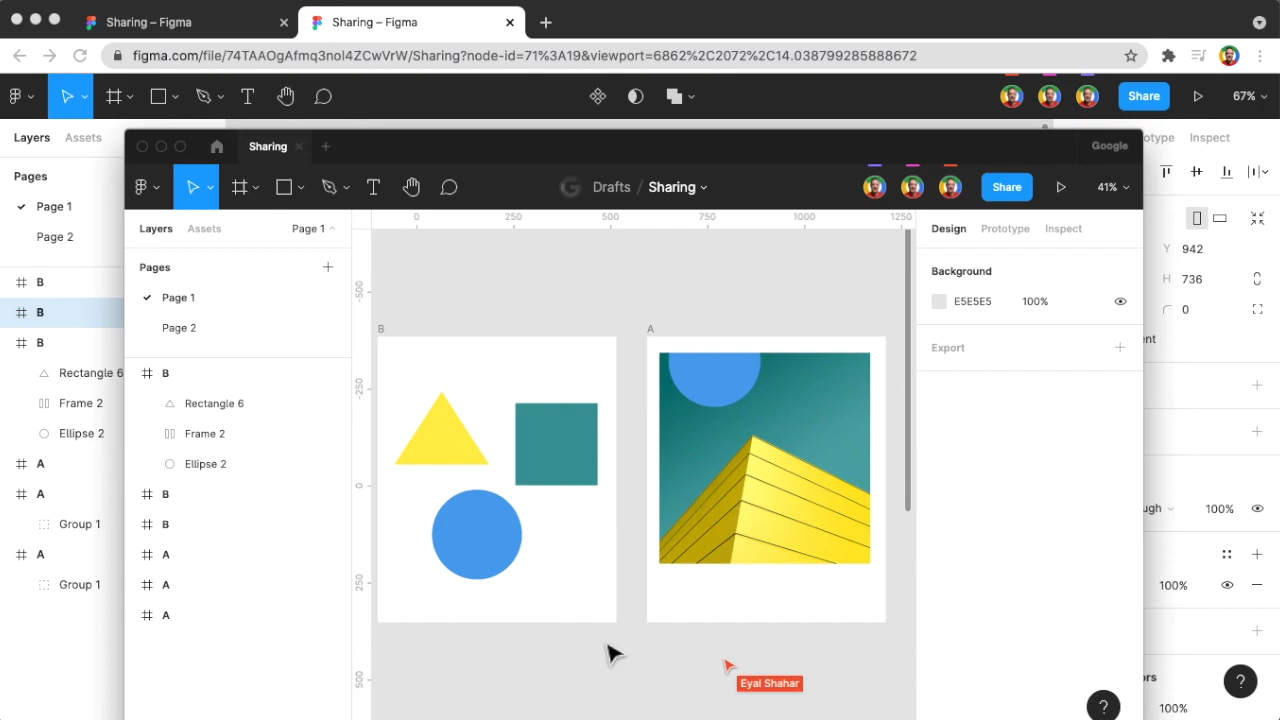 Sharing – Figma
Sharing – Figma
figma.com/file/74TAAOgAfmq3nol4ZCwVrW/Sharing?node-id=71%3A19&viewport=6862%2C2072%2C14.038799285888672
Share
67%
Layers
Assets
Pages
Page 1
Page 2
B
B
B
Rectangle 6
Frame 2
Ellipse 2
A
A
Group 1
A
Group 1
Sharing
Google
Drafts / Sharing
Share
41%
Layers
Assets
Page 1
Pages
Page 1
Page 2
B
Rectangle 6
Frame 2
Ellipse 2
B
B
A
A
A
0
250
500
750
1000
1250
-500
-250
0
250
500
B
A
Eyal Shahar
Design
Prototype
Inspect
Background
E5E5E5
100%
Export
?
otype
Inspect
Y
942
H
736
0
ent
ugh
100%
100%
ors
100%
?